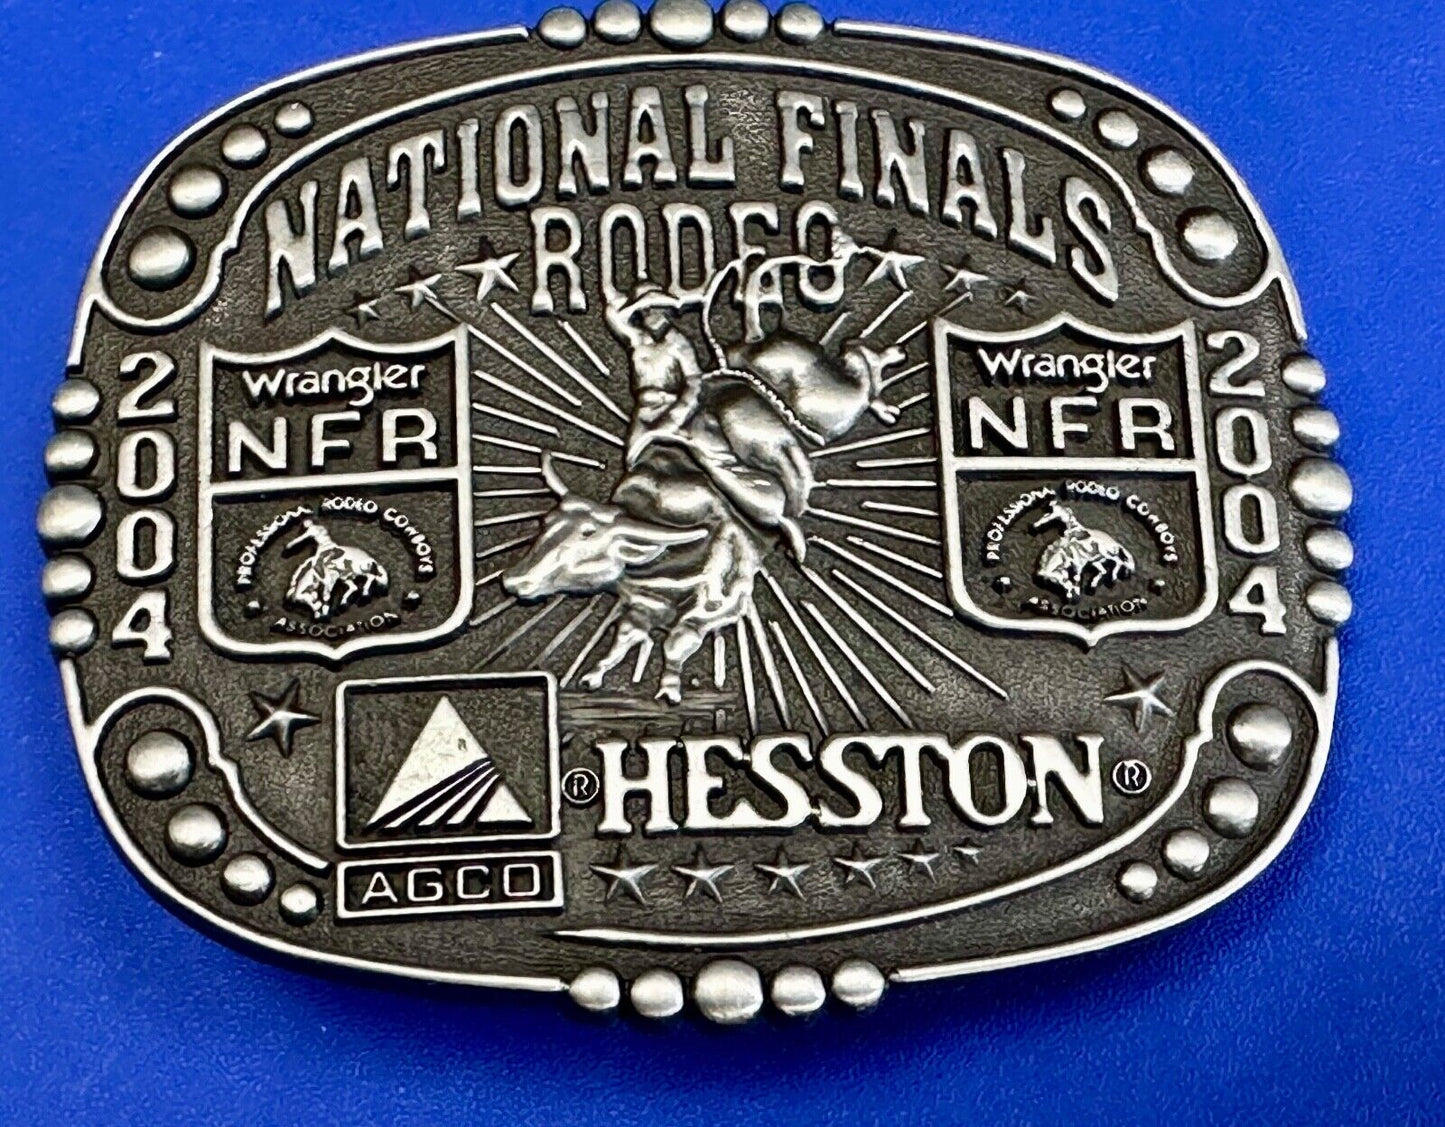 NATIONAL FINALS
RODEO
2004
Wrangler
NFR
PROFESSIONAL RODEO COWBOYS
ASSOCIATION
Wrangler
NFR
PROFESSIONAL RODEO COWBOYS
ASSOCIATION
2004
® HESSTON ®
AGCO